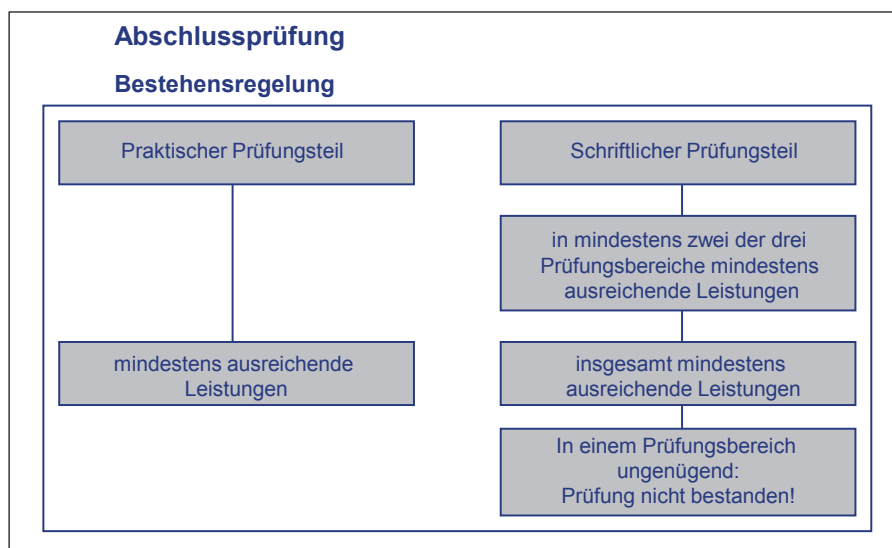 Abschlussprüfung
Bestehensregelung
Praktischer Prüfungsteil
mindestens ausreichende
Leistungen
Schriftlicher Prüfungsteil
in mindestens zwei der drei
Prüfungsbereiche mindestens
ausreichende Leistungen
insgesamt mindestens
ausreichende Leistungen
In einem Prüfungsbereich
ungenügend:
Prüfung nicht bestanden!